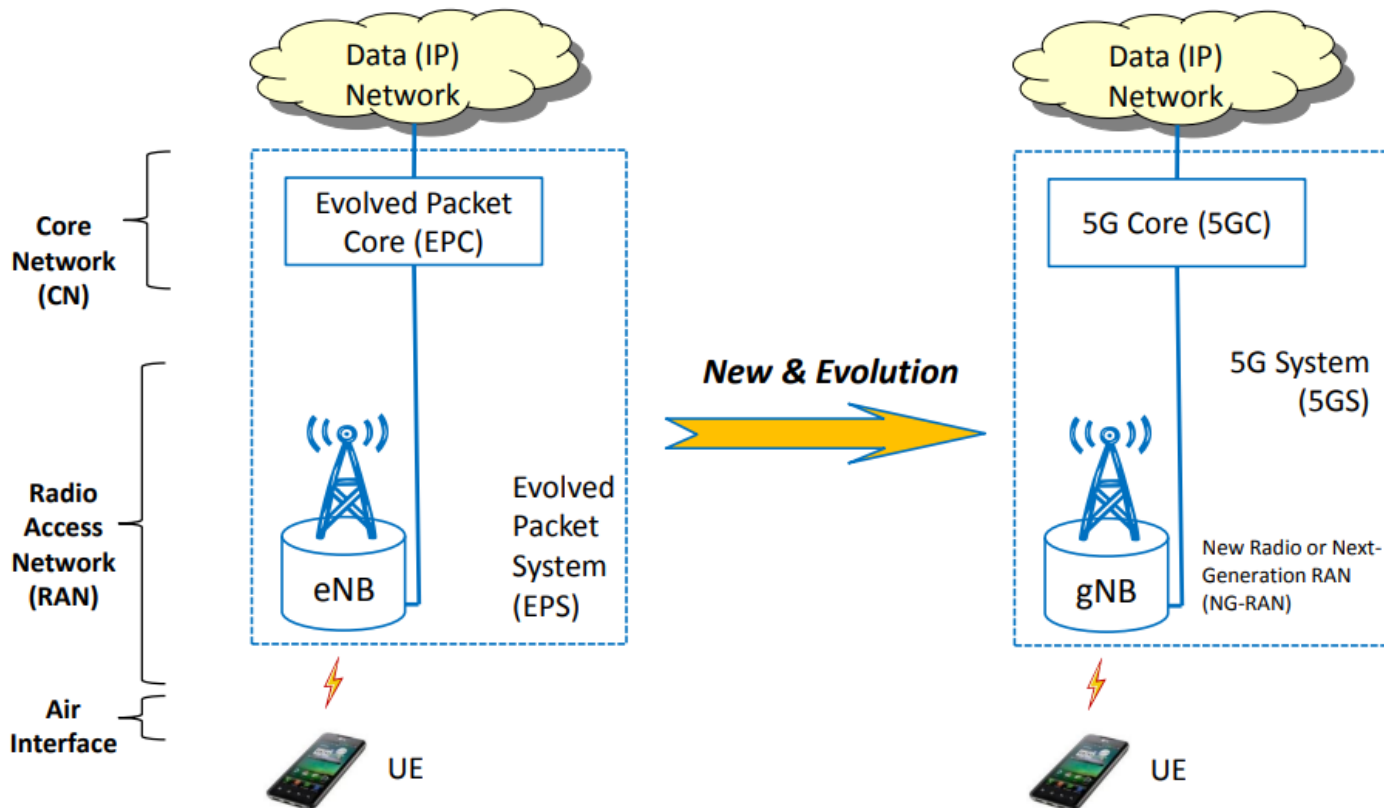 Data (IP)
Network
Evolved Packet
Core (EPC)
Core
Network
(CN)
Radio
Access
Network
(RAN)
Air
Interface
eNB
Evolved
Packet
System
(EPS)
UE
New & Evolution
Data (IP)
Network
5G Core (5GC)
5G System
(5GS)
gNB
New Radio or Next-
Generation RAN
(NG-RAN)
UE